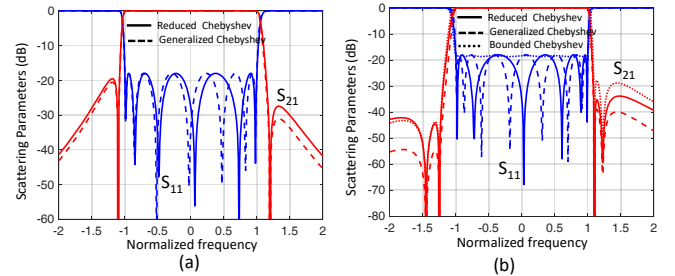 Scattering Parameters (dB)
0
-10
-20
-30
-40
-50
-60
Reduced Chebyshev
Generalized Chebyshev
S21
S11
-2 -1.5 -1 -0.5 0 0.5 1 1.5 2
Normalized frequency
(a)
Scattering Parameters (dB)
0
-10
-20
-30
-40
-50
-60
-70
-80
Reduced Chebyshev
Generalized Chebyshev
Bounded Chebyshev
S21
S11
-2 -1.5 -1 -0.5 0 0.5 1 1.5 2
Normalized frequency
(b)